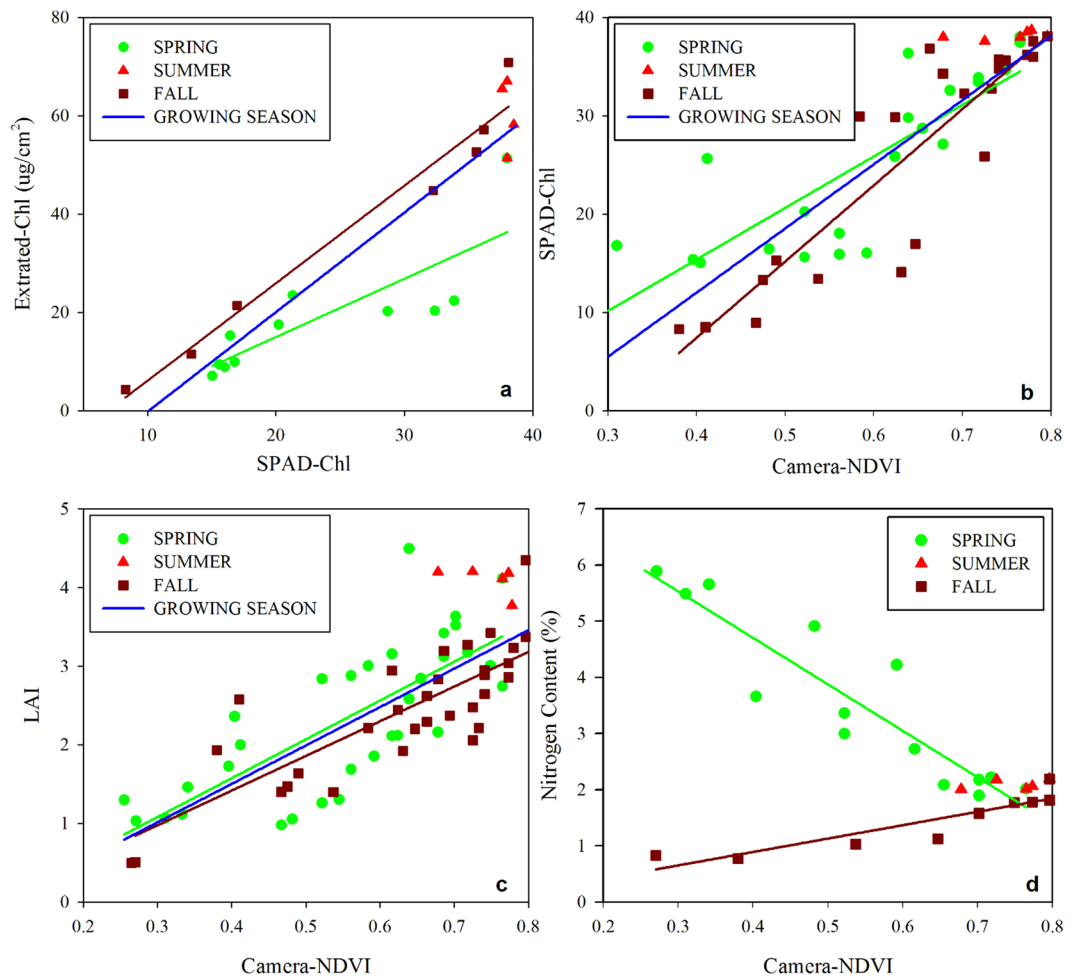 80
60
40
20
0
Extrated-Chl (ug/cm2)
SPRING
SUMMER
FALL
GROWING SEASON
a
10
20
30
40
SPAD-Chl
40
30
20
10
0
SPAD-Chl
SPRING
SUMMER
FALL
GROWING SEASON
b
0.3
0.4
0.5
0.6
0.7
0.8
Camera-NDVI
5
4
3
2
1
0
LAI
SPRING
SUMMER
FALL
GROWING SEASON
c
0.2
0.3
0.4
0.5
0.6
0.7
0.8
Camera-NDVI
7
6
5
4
3
2
1
0
Nitrogen Content (%)
SPRING
SUMMER
FALL
d
0.2
0.3
0.4
0.5
0.6
0.7
0.8
Camera-NDVI